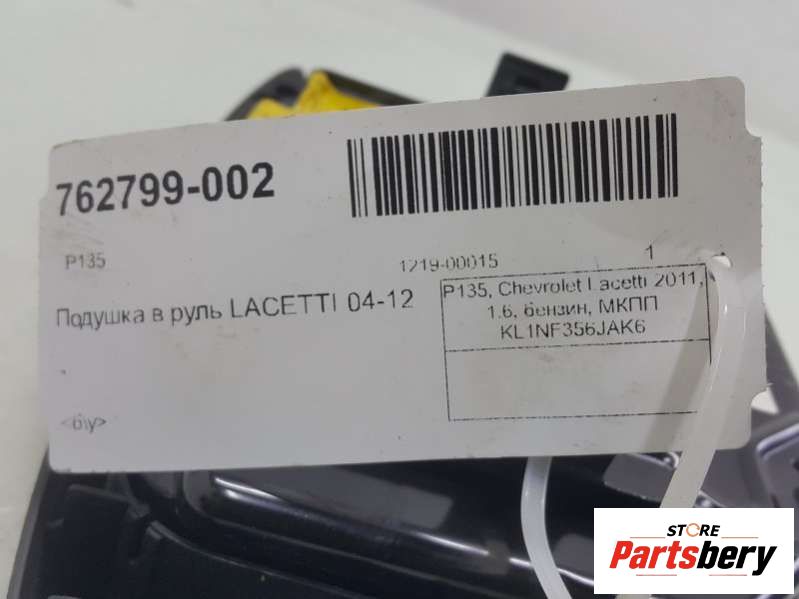 762799-002
P135
1219-00015
1
Подушка в руль LACETTI 04-12
P135, Chevrolet Lacetti 2011,
1.6, бензин, МКПП
KL1NF356JAK6
-
<б/у>
STORE
Partsbery